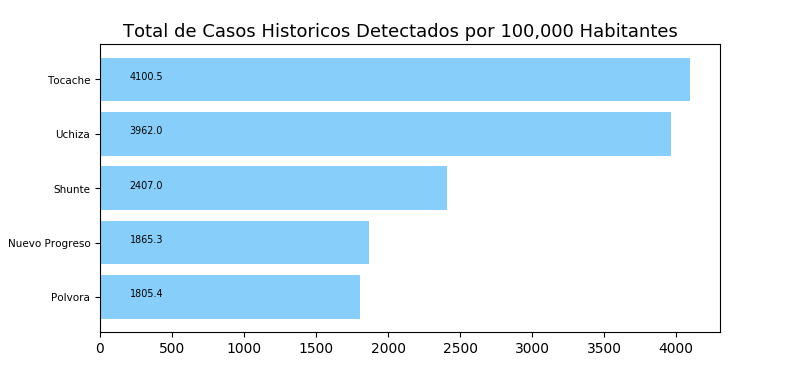 Total de Casos Historicos Detectados por 100,000 Habitantes
Tocache 4100.5
Uchiza 3962.0
Shunte 2407.0
Nuevo Progreso 1865.3
Polvora 1805.4
0 500 1000 1500 2000 2500 3000 3500 4000